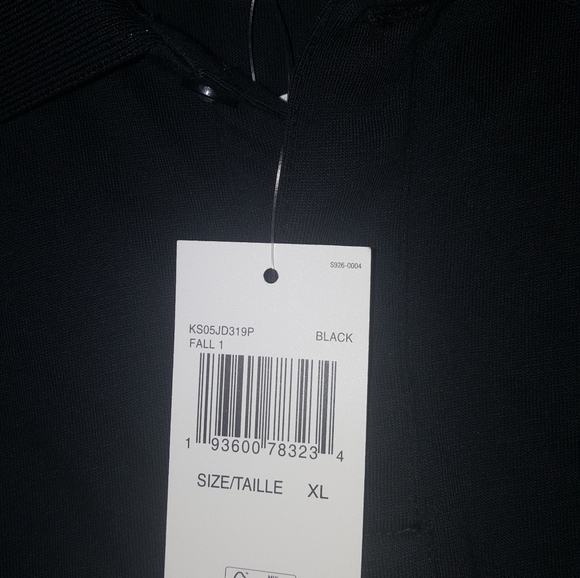 S926-0004
KS05JD319P BLACK
FALL 1
1 93600 78323 4
SIZE/TAILLE XL